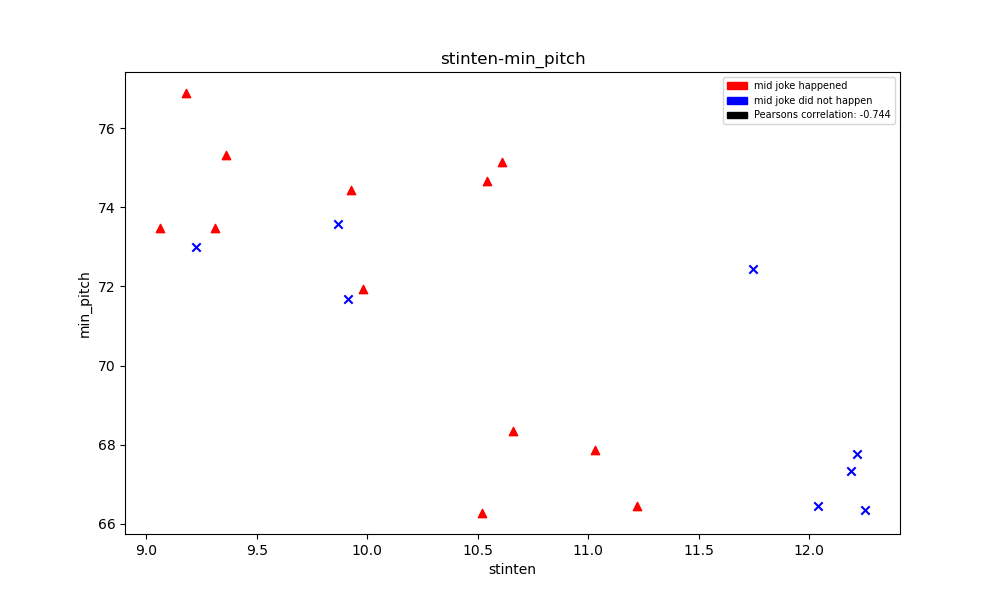 stinten-min_pitch
mid joke happened
mid joke did not happen
Pearsons correlation: -0.744
76
74
72
70
68
66
min_pitch
9.0 9.5 10.0 10.5 11.0 11.5 12.0
stinten